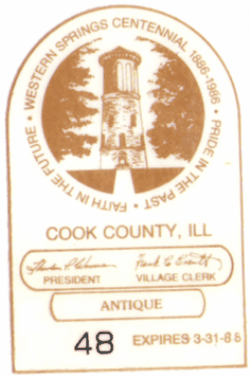 WESTERN SPRINGS CENTENNIAL 1886-1986 • PRIDE IN THE PAST • FAITH IN THE FUTURE •
COOK COUNTY, ILL
PRESIDENT VILLAGE CLERK
ANTIQUE
48 EXPIRES 3-31-88